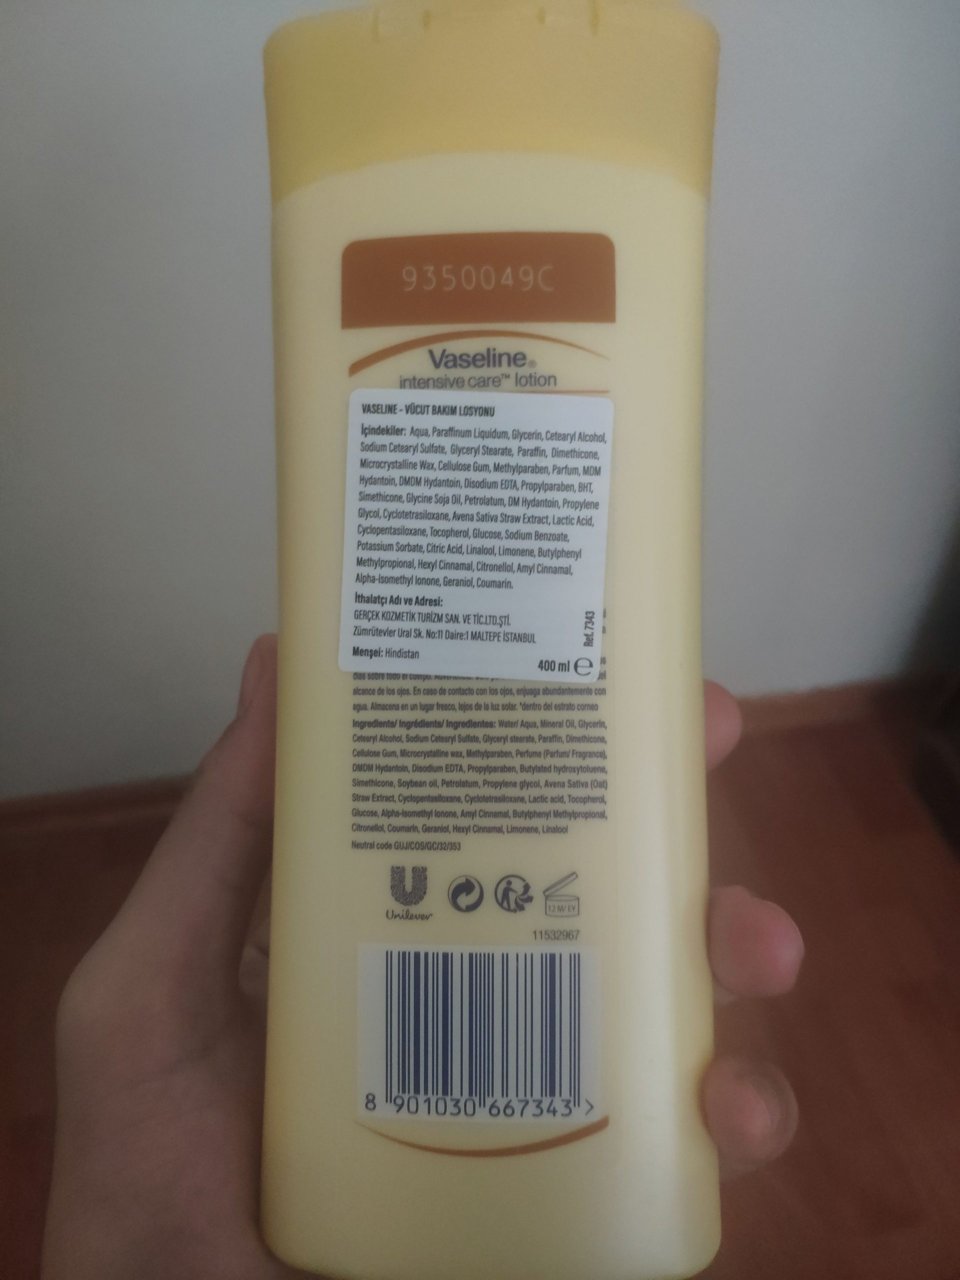 9350049C
Vaseline®
intensive care™ lotion
VASELINE - VÜCUT BAKIM LOSYONU
İçindekiler: Aqua, Paraffinum Liquidum, Glycerin, Cetearyl Alcohol,
Sodium Cetearyl Sulfate, Glyceryl Stearate, Paraffin, Dimethicone,
Microcrystalline Wax, Cellulose Gum, Methylparaben, Parfum, MDM
Hydantoin, DMDM Hydantoin, Disodium EDTA, Propylparaben, BHT,
Simethicone, Glycine Soja Oil, Petrolatum, DM Hydantoin, Propylene
Glycol, Cyclotetrasiloxane, Avena Sativa Straw Extract, Lactic Acid,
Cyclopentasiloxane, Tocopherol, Glucose, Sodium Benzoate,
Potassium Sorbate, Citric Acid, Linalool, Limonene, Butylphenyl
Methylpropional, Hexyl Cinnamal, Citronellol, Amyl Cinnamal,
Alpha-Isomethyl Ionone, Geraniol, Coumarin.
İthalatçı Adı ve Adresi:
GERÇEK KOZMETİK TURİZM SAN. VE TİC.LTD.ŞTİ.
Zümrütevler Ural Sk. No:11 Daire:1 MALTEPE İSTANBUL
Menşei: Hindistan
400 ml ℮
Ref. 7343
días sobre todo el cuerpo.
alcance de los ojos. En caso de contacto con los ojos, enjuaga abundantemente con
agua. Almacena en un lugar fresco, lejos de la luz solar. *dentro del estrato corneo
Ingredients/ Ingrédients/ Ingredientes: Water/ Aqua, Mineral Oil, Glycerin,
Cetearyl Alcohol, Sodium Cetearyl Sulfate, Glyceryl stearate, Paraffin, Dimethicone,
Cellulose Gum, Microcrystalline wax, Methylparaben, Perfume (Parfum/ Fragrance),
DMDM Hydantoin, Disodium EDTA, Propylparaben, Butylated hydroxytoluene,
Simethicone, Soybean oil, Petrolatum, Propylene glycol, Avena Sativa (Oat)
Straw Extract, Cyclopentasiloxane, Cyclotetrasiloxane, Lactic acid, Tocopherol,
Glucose, Alpha-Isomethyl Ionone, Amyl Cinnamal, Butylphenyl Methylpropional,
Citronellol, Coumarin, Geraniol, Hexyl Cinnamal, Limonene, Linalool
Neutral code GUJ/COS/GC/32/353
Unilever
12 M/ EY
11532967
8 901030 667343 >